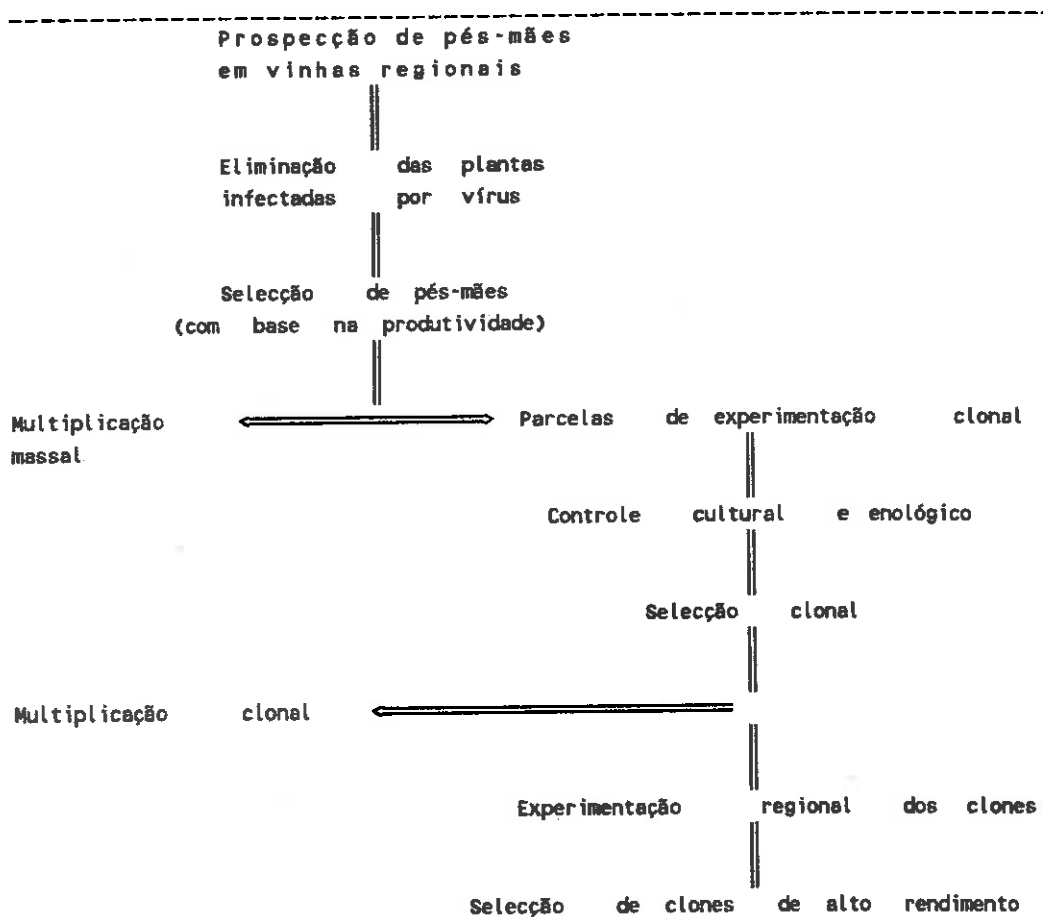 Prospecção de pés-mães
em vinhas regionais
Eliminação das plantas
infectadas por vírus
Selecção de pés-mães
(com base na produtividade)
Multiplicação
massal
Parcelas de experimentação clonal
Controle cultural e enológico
Selecção clonal
Multiplicação clonal
Experimentação regional dos clones
Selecção de clones de alto rendimento